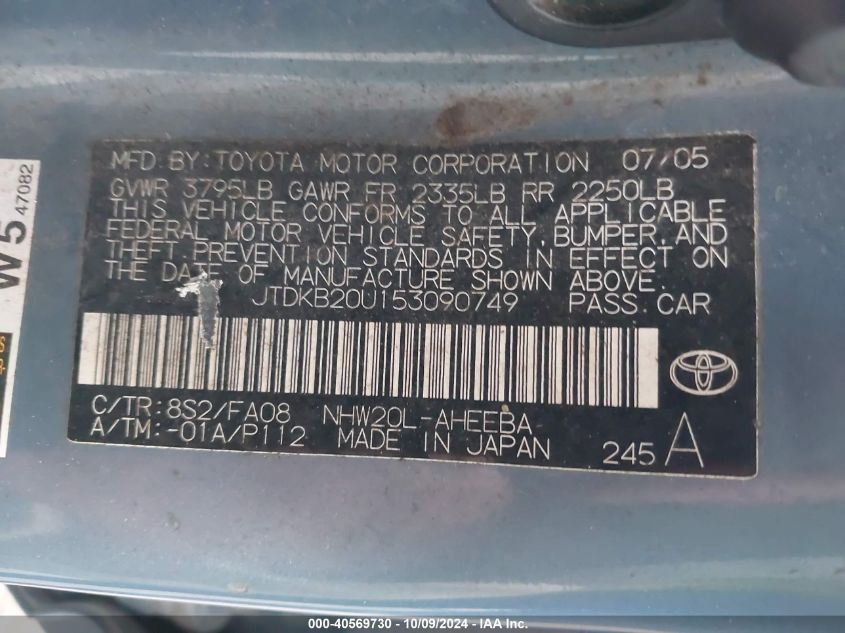 MFD BY: TOYOTA MOTOR CORPORATION 07/05
GVWR 3795LB GAWR FR 2335LB RR 2250LB
THIS VEHICLE CONFORMS TO ALL APPLICABLE
FEDERAL MOTOR VEHICLE SAFETY, BUMPER, AND
THEFT PREVENTION STANDARDS IN EFFECT ON
THE DATE OF MANUFACTURE SHOWN ABOVE.
JTDKB20U153090749 PASS.CAR
C/TR: 8S2/FA08 NHW20L-AHEEBA
A/TM: -01A/P112 MADE IN JAPAN 245 A
W5 47082
000-40569730 - 10/09/2024 - IAA Inc.